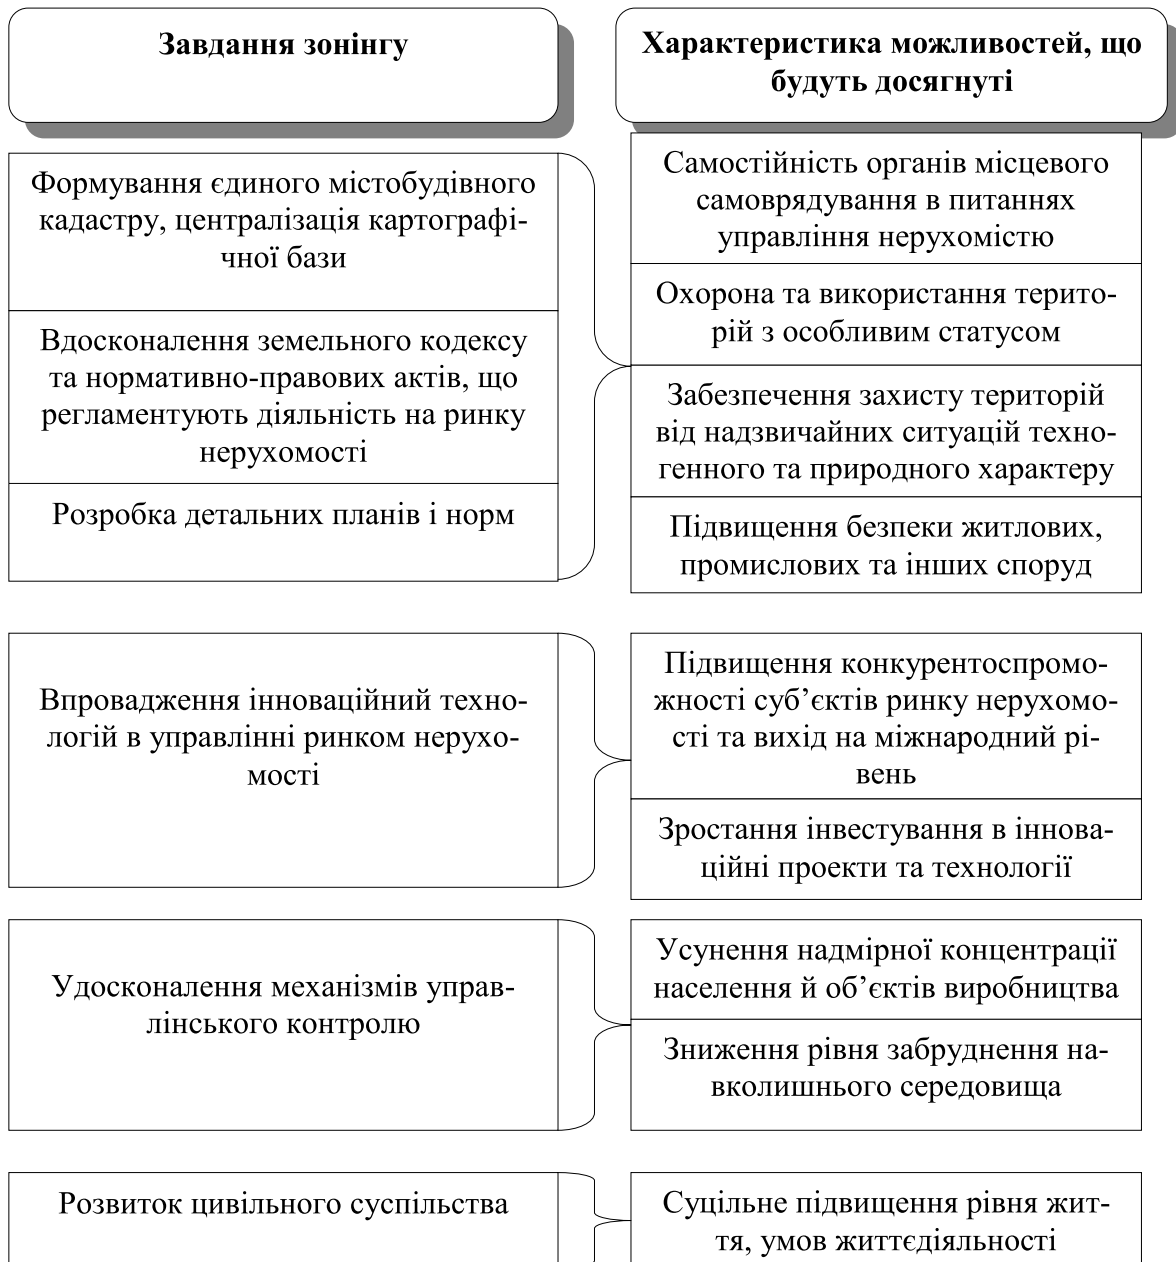 Завдання зонінгу
Характеристика можливостей, що
будуть досягнуті
Формування єдиного містобудівного
кадастру, централізація картографі-
чної бази
Вдосконалення земельного кодексу
та нормативно-правових актів, що
регламентують діяльність на ринку
нерухомості
Розробка детальних планів і норм
Самостійність органів місцевого
самоврядування в питаннях
управління нерухомістю
Охорона та використання терито-
рій з особливим статусом
Забезпечення захисту територій
від надзвичайних ситуацій техно-
генного та природного характеру
Підвищення безпеки житлових,
промислових та інших споруд
Впровадження інноваційний техно-
логій в управлінні ринком нерухо-
мості
Підвищення конкурентоспромо-
жності суб’єктів ринку нерухомо-
сті та вихід на міжнародний рі-
вень
Зростання інвестування в іннова-
ційні проекти та технології
Удосконалення механізмів управ-
лінського контролю
Усунення надмірної концентрації
населення й об’єктів виробництва
Зниження рівня забруднення на-
вколишнього середовища
Розвиток цивільного суспільства
Суцільне підвищення рівня жит-
тя, умов життєдіяльності